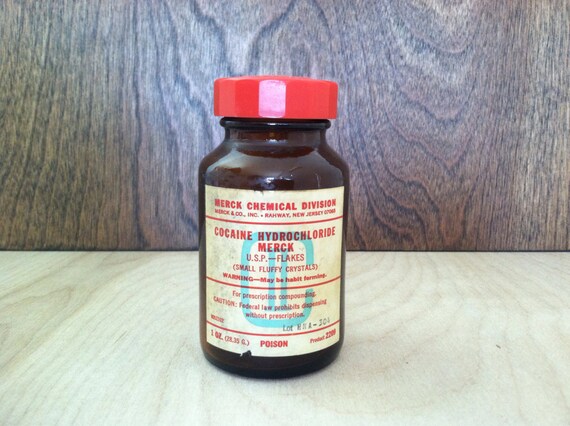 MERCK CHEMICAL DIVISION
MERCK & CO., INC. • RAHWAY, NEW JERSEY 07065
COCAINE HYDROCHLORIDE
MERCK
U.S.P.—FLAKES
(SMALL FLUFFY CRYSTALS)
WARNING—May be habit forming.
For prescription compounding.
CAUTION: Federal law prohibits dispensing
without prescription.
Lot
1 OZ. (28.35 G.) POISON Product 2209